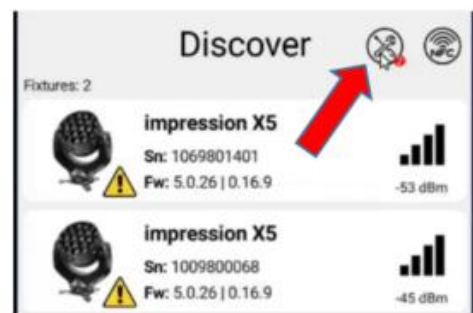 Discover
NFC
Fixtures: 2
impression X5
Sn: 1069801401
Fw: 5.0.26 | 0.16.9
-53 dBm
impression X5
Sn: 1009800068
Fw: 5.0.26 | 0.16.9
-45 dBm